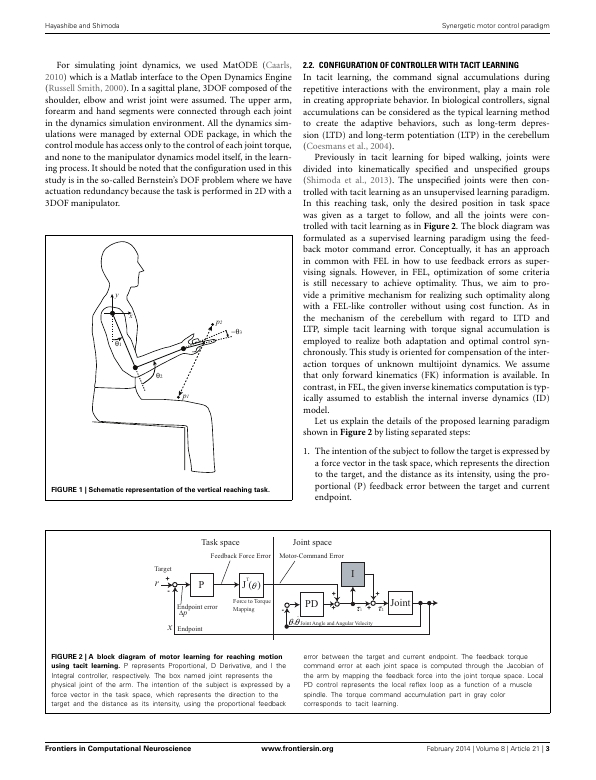 Hayashibe and Shimoda
Synergetic motor control paradigm
For simulating joint dynamics, we used MatODE (Caarls,
2010) which is a Matlab interface to the Open Dynamics Engine
(Russell Smith, 2000). In a sagittal plane, 3DOF composed of the
shoulder, elbow and wrist joint were assumed. The upper arm,
forearm and hand segments were connected through each joint
in the dynamics simulation environment. All the dynamics sim-
ulations were managed by external ODE package, in which the
control module has access only to the control of each joint torque,
and none to the manipulator dynamics model itself, in the learn-
ing process. It should be noted that the configuration used in this
study is in the so-called Bernstein's DOF problem where we have
actuation redundancy because the task is performed in 2D with a
3DOF manipulator.
y
x
θ1
θ2
−θ3
p2
p1
FIGURE 1 | Schematic representation of the vertical reaching task.
2.2. CONFIGURATION OF CONTROLLER WITH TACIT LEARNING
In tacit learning, the command signal accumulations during
repetitive interactions with the environment, play a main role
in creating appropriate behavior. In biological controllers, signal
accumulations can be considered as the typical learning method
to create the adaptive behaviors, such as long-term depres-
sion (LTD) and long-term potentiation (LTP) in the cerebellum
(Coesmans et al., 2004).
Previously in tacit learning for biped walking, joints were
divided into kinematically specified and unspecified groups
(Shimoda et al., 2013). The unspecified joints were then con-
trolled with tacit learning as an unsupervised learning paradigm.
In this reaching task, only the desired position in task space
was given as a target to follow, and all the joints were con-
trolled with tacit learning as in Figure 2. The block diagram was
formulated as a supervised learning paradigm using the feed-
back motor command error. Conceptually, it has an approach
in common with FEL in how to use feedback errors as super-
vising signals. However, in FEL, optimization of some criteria
is still necessary to achieve optimality. Thus, we aim to pro-
vide a primitive mechanism for realizing such optimality along
with a FEL-like controller without using cost function. As in
the mechanism of the cerebellum with regard to LTD and
LTP, simple tacit learning with torque signal accumulation is
employed to realize both adaptation and optimal control syn-
chronously. This study is oriented for compensation of the inter-
action torques of unknown multijoint dynamics. We assume
that only forward kinematics (FK) information is available. In
contrast, in FEL, the given inverse kinematics computation is typ-
ically assumed to establish the internal inverse dynamics (ID)
model.
Let us explain the details of the proposed learning paradigm
shown in Figure 2 by listing separated steps:
1. The intention of the subject to follow the target is expressed by
a force vector in the task space, which represents the direction
to the target, and the distance as its intensity, using the pro-
portional (P) feedback error between the target and current
endpoint.
Task space
Joint space
Feedback Force Error
Motor-Command Error
Target
r
P
J^T(θ)
I
PD
Joint
Endpoint error
Δp
Force to Torque
Mapping
x
Endpoint
Joint Angle and Angular Velocity
FIGURE 2 | A block diagram of motor learning for reaching motion
using tacit learning. P represents Proportional, D Derivative, and I the
Integral controller, respectively. The box named joint represents the
physical joint of the arm. The intention of the subject is expressed by a
force vector in the task space, which represents the direction to the
target and the distance as its intensity, using the proportional feedback
error between the target and current endpoint. The feedback torque
command error at each joint space is computed through the Jacobian of
the arm by mapping the feedback force into the joint torque space. Local
PD control represents the local reflex loop as a function of a muscle
spindle. The torque command accumulation part in gray color
corresponds to tacit learning.
Frontiers in Computational Neuroscience
www.frontiersin.org
February 2014 | Volume 8 | Article 21 | 3